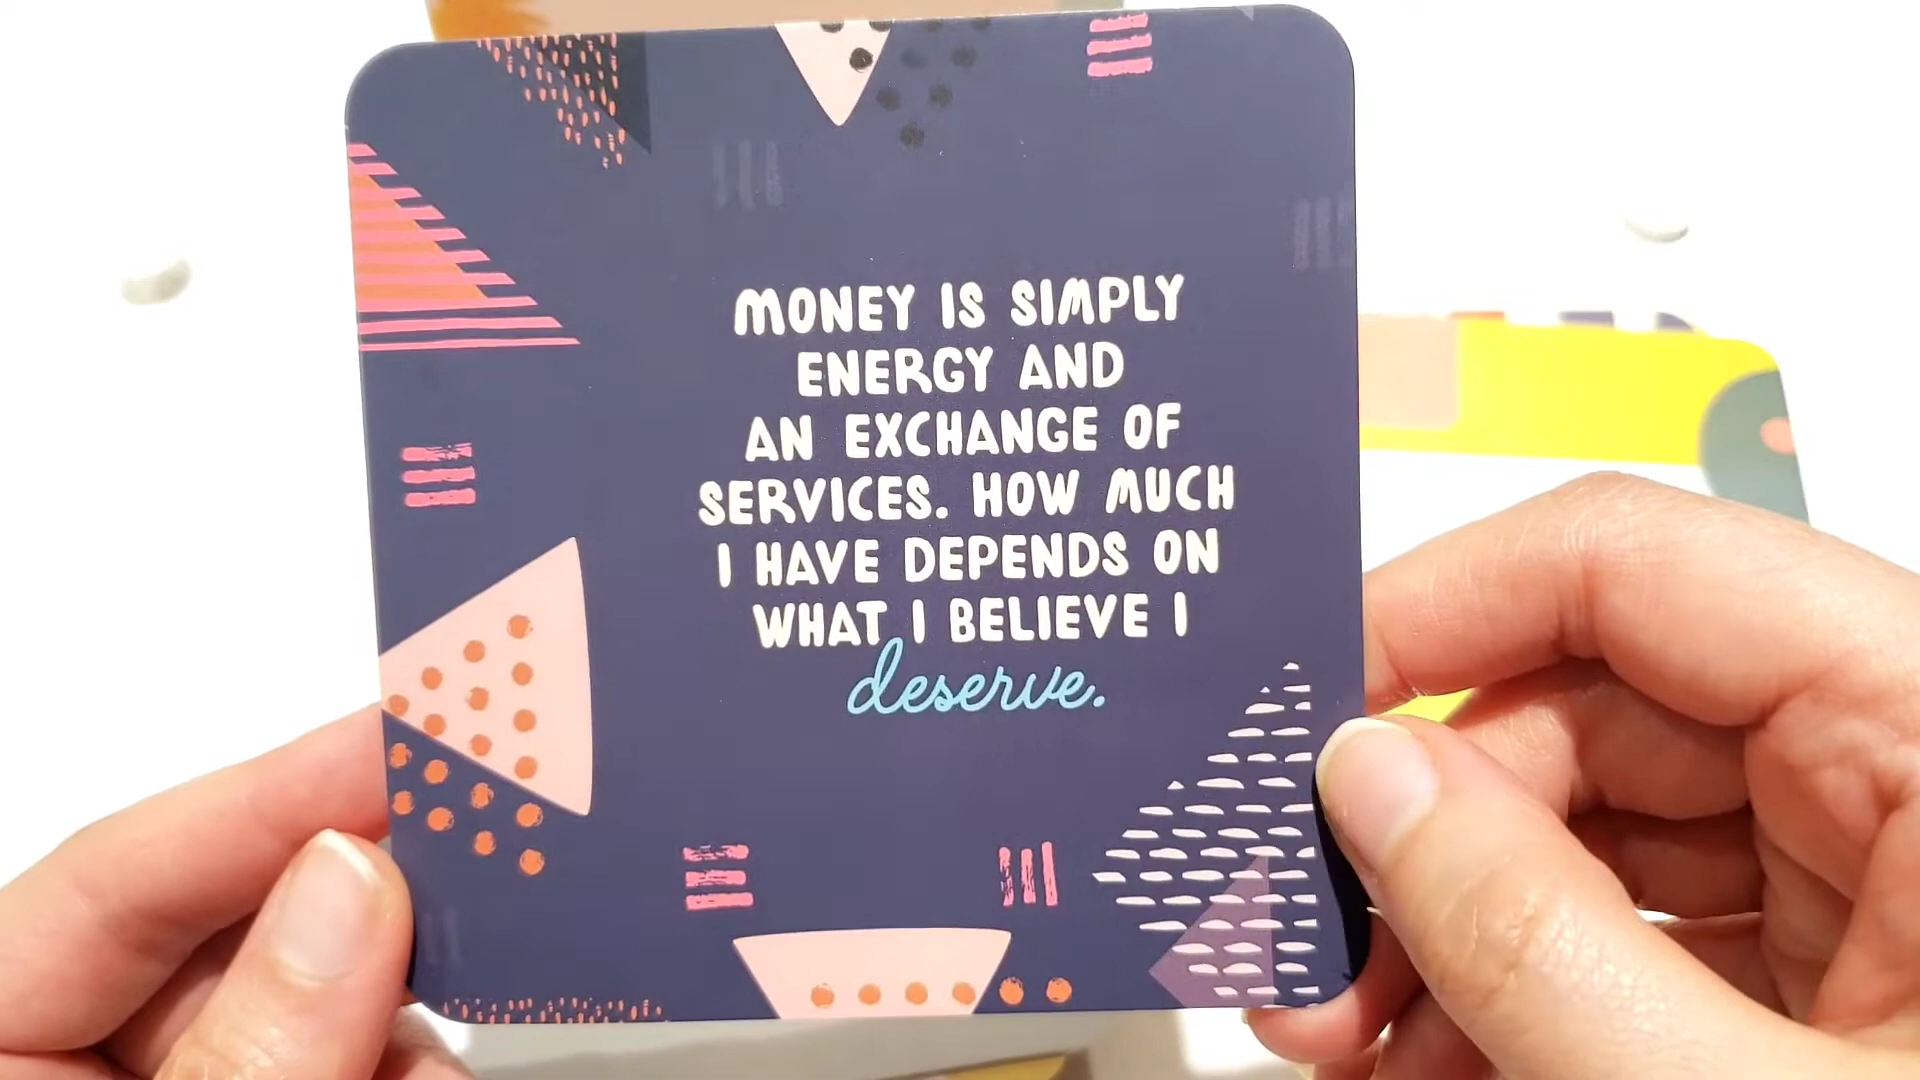 MONEY IS SIMPLY
ENERGY AND
AN EXCHANGE OF
SERVICES. HOW MUCH
I HAVE DEPENDS ON
WHAT I BELIEVE I
deserve.